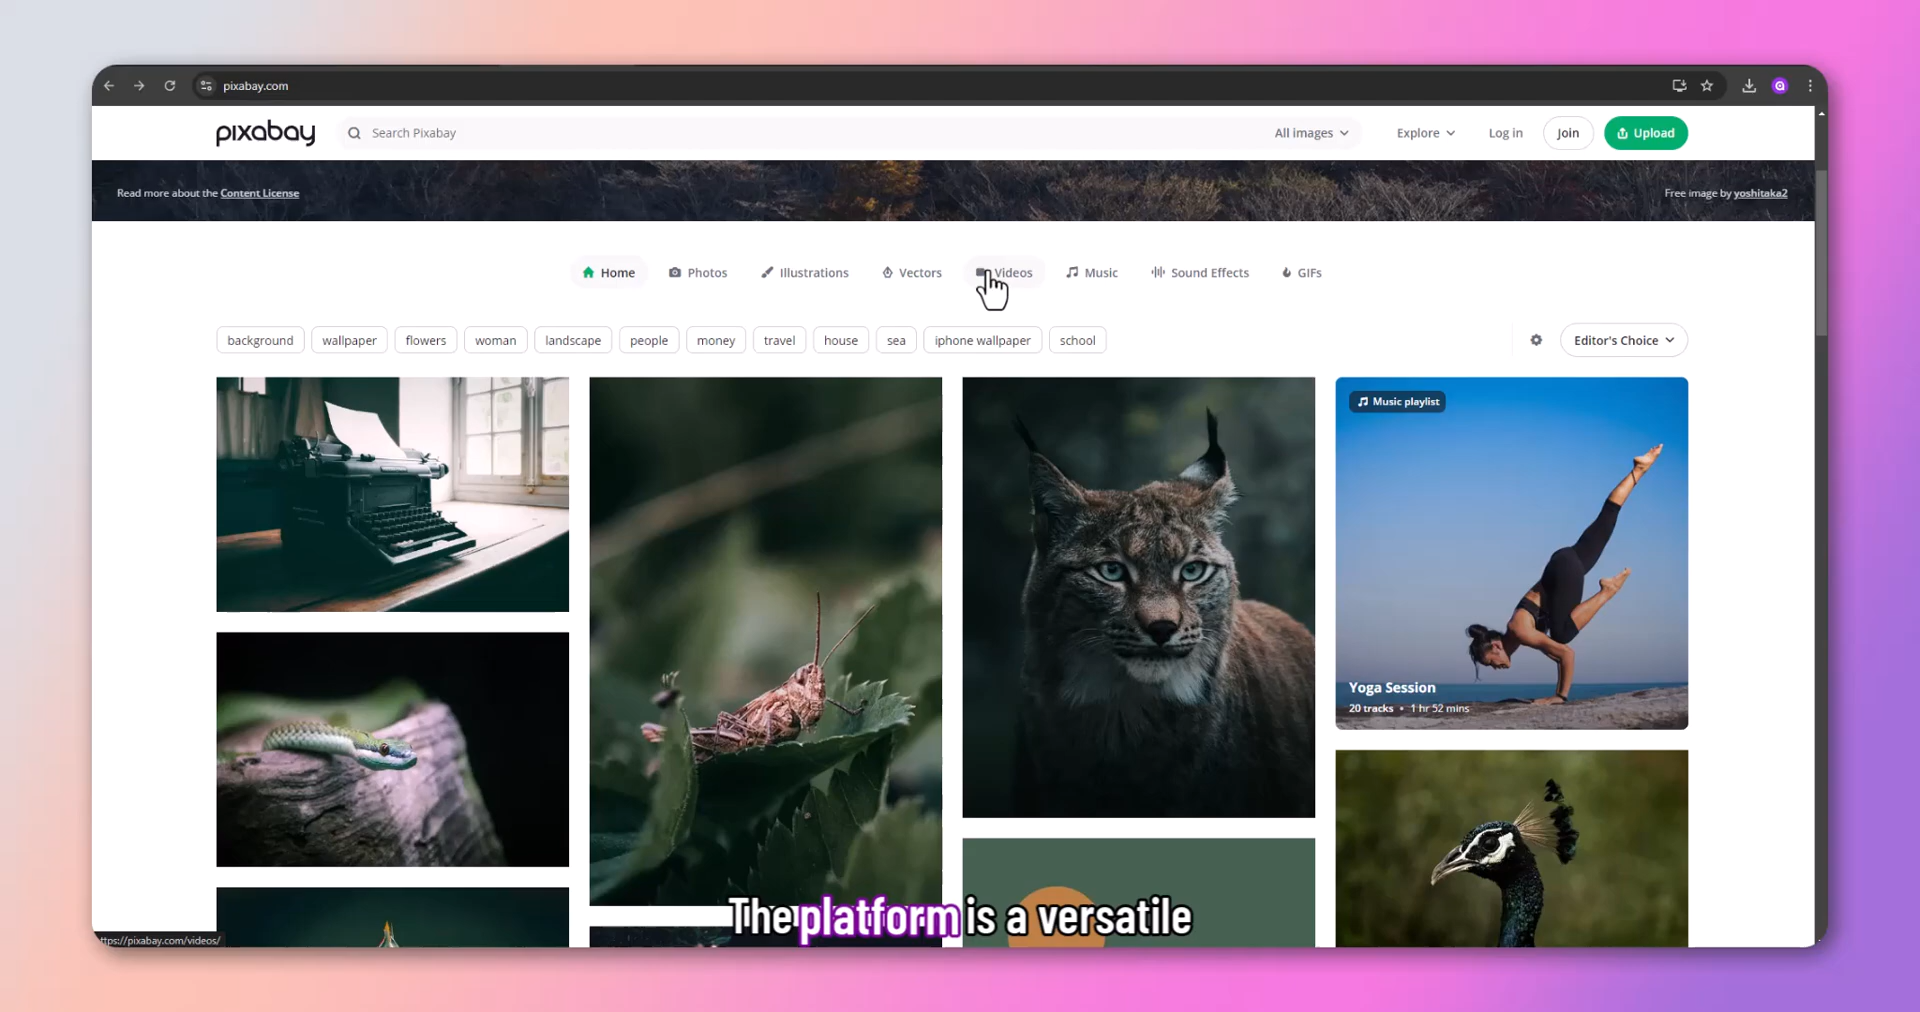 pixabay.com
pixabay
Search Pixabay
All images
Explore
Log in
Join
Upload
Read more about the Content License
Free image by yoshitaka2
Home
Photos
Illustrations
Vectors
Videos
Music
Sound Effects
GIFs
background
wallpaper
flowers
woman
landscape
people
money
travel
house
sea
iphone wallpaper
school
Editor's Choice
Music playlist
Yoga Session
20 tracks • 1 hr 52 mins
The platform is a versatile
ttps://pixabay.com/videos/